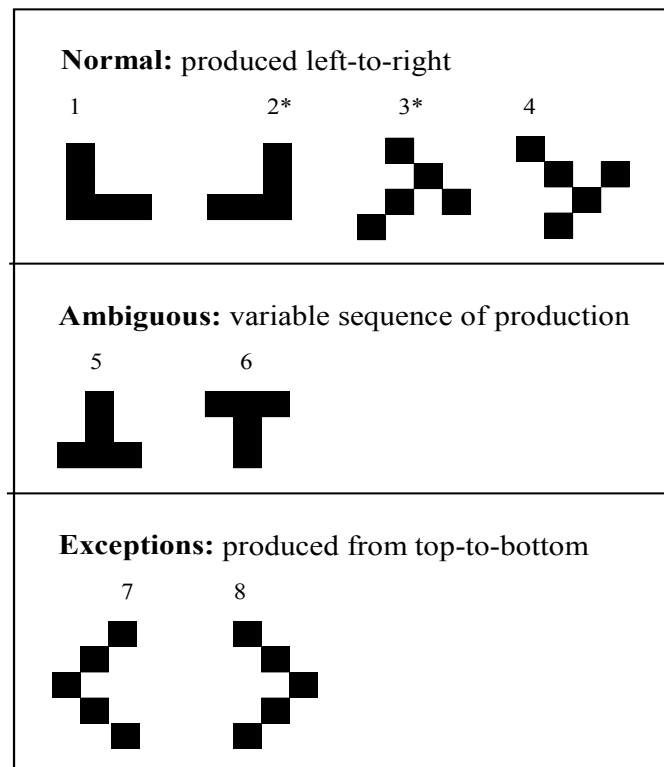 Normal: produced left-to-right
1 2* 3* 4
Ambiguous: variable sequence of production
5 6
Exceptions: produced from top-to-bottom
7 8